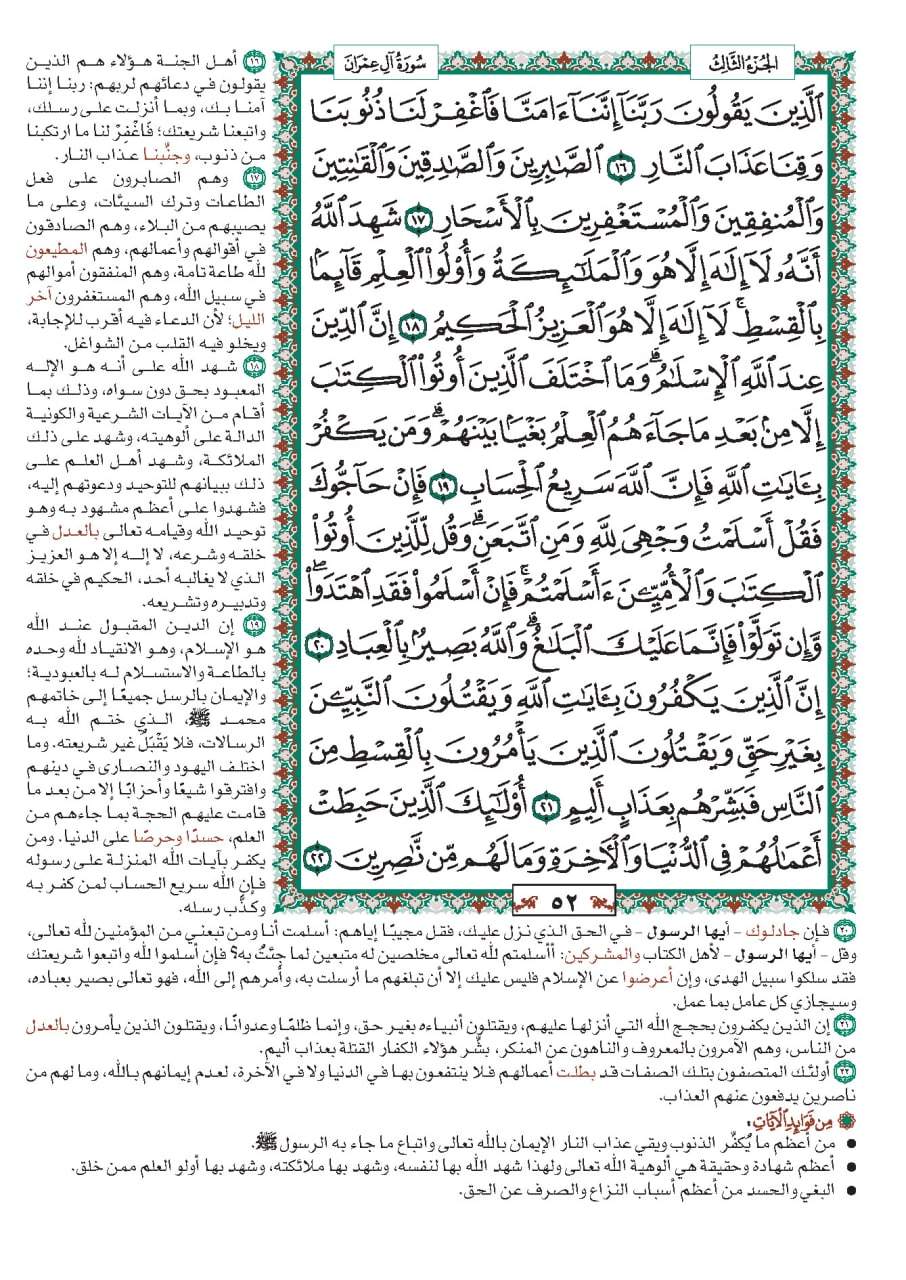 الجزء الثالث
سورة آل عمران
الَّذِينَ يَقُولُونَ رَبَّنَآ إِنَّنَآ ءَامَنَّا فَٱغْفِرْ لَنَا ذُنُوبَنَا
وَقِنَا عَذَابَ ٱلنَّارِ ١٦ ٱلصَّٰبِرِينَ وَٱلصَّٰدِقِينَ وَٱلْقَٰنِتِينَ
وَٱلْمُنفِقِينَ وَٱلْمُسْتَغْفِرِينَ بِٱلْأَسْحَارِ ١٧ شَهِدَ ٱللَّهُ
أَنَّهُۥ لَآ إِلَٰهَ إِلَّا هُوَ وَٱلْمَلَٰٓئِكَةُ وَأُو۟لُوا۟ ٱلْعِلْمِ قَآئِمًۢا
بِٱلْقِسْطِۚ لَآ إِلَٰهَ إِلَّا هُوَ ٱلْعَزِيزُ ٱلْحَكِيمُ ١٨ إِنَّ ٱلدِّينَ
عِندَ ٱللَّهِ ٱلْإِسْلَٰمُۗ وَمَا ٱخْتَلَفَ ٱلَّذِينَ أُوتُوا۟ ٱلْكِتَٰبَ
إِلَّا مِنۢ بَعْدِ مَا جَآءَهُمُ ٱلْعِلْمُ بَغْيًۢا بَيْنَهُمْۗ وَمَن يَكْفُرْ
بِـَٔايَٰتِ ٱللَّهِ فَإِنَّ ٱللَّهَ سَرِيعُ ٱلْحِسَابِ ١٩ فَإِنْ حَآجُّوكَ
فَقُلْ أَسْلَمْتُ وَجْهِىَ لِلَّهِ وَمَنِ ٱتَّبَعَنِۗ وَقُل لِّلَّذِينَ أُوتُوا۟
ٱلْكِتَٰبَ وَٱلْأُمِّيِّـۧنَ ءَأَسْلَمْتُمْۚ فَإِنْ أَسْلَمُوا۟ فَقَدِ ٱهْتَدَوا۟ۖ
وَّإِن تَوَلَّوْا۟ فَإِنَّمَا عَلَيْكَ ٱلْبَلَٰغُۗ وَٱللَّهُ بَصِيرٌۢ بِٱلْعِبَادِ ٢٠
إِنَّ ٱلَّذِينَ يَكْفُرُونَ بِـَٔايَٰتِ ٱللَّهِ وَيَقْتُلُونَ ٱلنَّبِيِّـۧنَ
بِغَيْرِ حَقٍّ وَيَقْتُلُونَ ٱلَّذِينَ يَأْمُرُونَ بِٱلْقِسْطِ مِنَ
ٱلنَّاسِ فَبَشِّرْهُم بِعَذَابٍ أَلِيمٍ ٢١ أُو۟لَٰٓئِكَ ٱلَّذِينَ حَبِطَتْ
أَعْمَٰلُهُمْ فِى ٱلدُّنْيَا وَٱلْـَٔاخِرَةِ وَمَا لَهُم مِّن نَّٰصِرِينَ ٢٢
٥٢
١٦ أهل الجنة هؤلاء هم الذين
يقولون في دعائهم لربهم: ربنا إننا
آمنا بك، وبما أنزلت على رسلك،
واتبعنا شريعتك؛ فَاغْفِرْ لنا ما ارتكبنا
من ذنوب، وجنِّبنا عذاب النار.
١٧ وهم الصابرون على فعل
الطاعات وترك السيئات، وعلى ما
يصيبهم من البلاء، وهم الصادقون
في أقوالهم وأعمالهم، وهم المطيعون
لله طاعة تامة، وهم المنفقون أموالهم
في سبيل الله، وهم المستغفرون آخر
الليل؛ لأن الدعاء فيه أقرب للإجابة،
ويخلو فيه القلب من الشواغل.
١٨ شهد الله على أنه هو الإله
المعبود بحق دون سواه، وذلك بما
أقام من الآيات الشرعية والكونية
الدالة على ألوهيته، وشهد على ذلك
الملائكة، وشهد أهل العلم على
ذلك ببيانهم للتوحيد ودعوتهم إليه،
فشهدوا على أعظم مشهود به وهو
توحيد الله وقيامه تعالى بالعدل في
خلقه وشرعه، لا إله إلا هو العزيز
الذي لا يغالبه أحد، الحكيم في خلقه
وتدبيره وتشريعه.
١٩ إن الدين المقبول عند الله
هو الإسلام، وهو الانقياد لله وحده
بالطاعة والاستسلام له بالعبودية؛
والإيمان بالرسل جميعًا إلى خاتمهم
محمد ﷺ، الذي ختم الله به
الرسالات، فلا يَقْبَلُ غير شريعته. وما
اختلف اليهود والنصارى في دينهم
وافترقوا شيعًا وأحزابًا إلا من بعد ما
قامت عليهم الحجة بما جاءهم من
العلم، حسدًا وحرصًا على الدنيا. ومن
يكفر بآيات الله المنزلة على رسوله
فإن الله سريع الحساب لمن كفر به
وكذَّب رسله.
٢٠ فإن جادلوك - أيها الرسول - في الحق الذي نزل عليك، فقل مجيبًا إياهم: أسلمت أنا ومن تبعني من المؤمنين لله تعالى،
وقل - أيها الرسول - لأهل الكتاب والمشركين: أأسلمتم لله تعالى مخلصين له متبعين لما جئتُ به؟ فإن أسلموا لله واتبعوا شريعتك
فقد سلكوا سبيل الهدى، وإن أعرضوا عن الإسلام فليس عليك إلا أن تبلغهم ما أرسلت به، وأمرهم إلى الله، فهو تعالى بصير بعباده،
وسيجازي كل عامل بما عمل.
٢١ إن الذين يكفرون بحجج الله التي أنزلها عليهم، ويقتلون أنبياءه بغير حق، وإنما ظلمًا وعدوانًا، ويقتلون الذين يأمرون بالعدل
من الناس، وهم الآمرون بالمعروف والناهون عن المنكر، بشِّر هؤلاء الكفار القتلة بعذاب أليم.
٢٢ أولئك المتصفون بتلك الصفات قد بطلت أعمالهم فلا ينتفعون بها في الدنيا ولا في الآخرة، لعدم إيمانهم بالله، وما لهم من
ناصرين يدفعون عنهم العذاب.
من فوائد الآيات:
● من أعظم ما يُكفِّر الذنوب ويقي عذاب النار الإيمان بالله تعالى واتباع ما جاء به الرسول ﷺ.
● أعظم شهادة وحقيقة هي ألوهية الله تعالى ولهذا شهد الله بها لنفسه، وشهد بها ملائكته، وشهد بها أولو العلم ممن خلق.
● البغي والحسد من أعظم أسباب النزاع والصرف عن الحق.